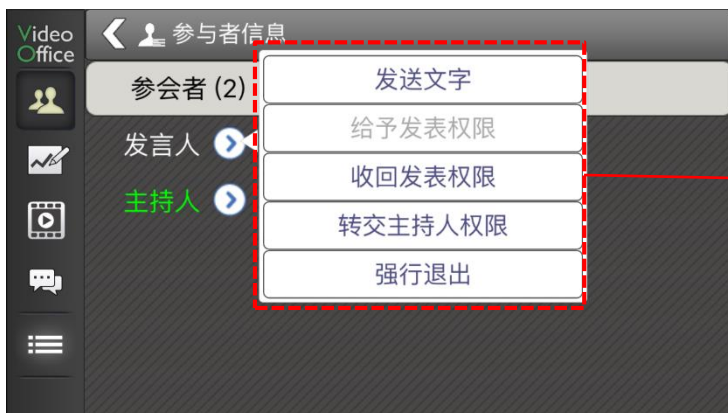 Video
Office
参与者信息
参会者 (2)
发言人
主持人
发送文字
给予发表权限
收回发表权限
转交主持人权限
强行退出